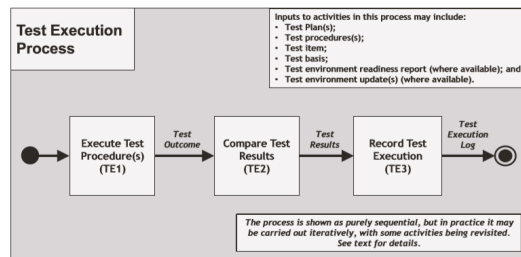 Test Execution
Process
Inputs to activities in this process may include:
• Test Plan(s);
• Test procedures(s);
• Test item;
• Test basis;
• Test environment readiness report (where available); and
• Test environment update(s) (where available).
Execute Test
Procedure(s)
(TE1)
Test
Outcome
Compare Test
Results
(TE2)
Test
Results
Record Test
Execution
(TE3)
Test
Execution
Log
The process is shown as purely sequential, but in practice it may
be carried out iteratively, with some activities being revisited.
See text for details.